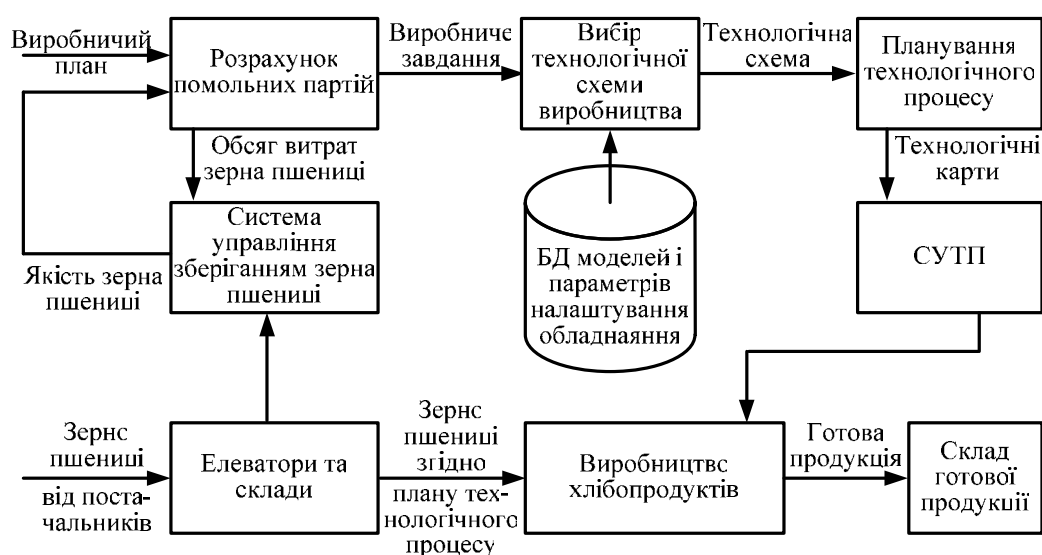 Виробничий
план
Розрахунок
помольних партій
Виробниче
завдання
Вибір
технологічної
схеми
виробництва
Технологічна
схема
Планування
технологічного
процесу
Обсяг витрат
зерна пшениці
Технологічні
карти
Система
управління
зберіганням зерна
пшениці
Якість зерна
пшениці
БД моделей і
параметрів
налаштування
обладнаяння
СУТП
Зернс
пшениці
від поста-
чальників
Елеватори та
склади
Зернс
пшениці
згідно
плану тех-
нологічного
процесу
Виробництвс
хлібопродуктів
Готова
продукція
Склад
готової
продукції